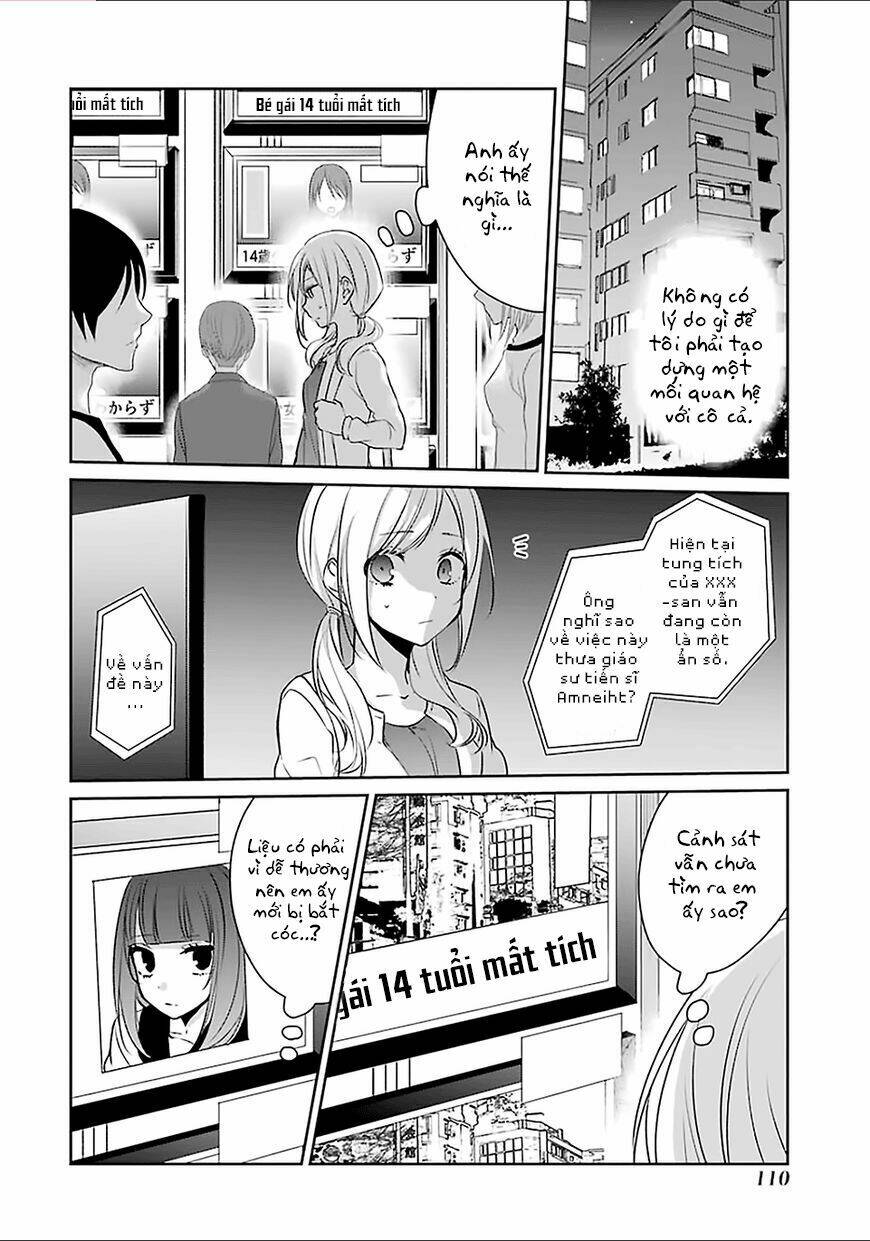 Không có
lý do gì để
tôi phải tạo
dựng một
mối quan hệ
với cô cả.
Anh ấy
nói thế
nghĩa là
gì...
Bé gái 14 tuổi mất tích
tuổi mất tích
14歳
らず
わからず
女
Hiện tại
tung tích
của XXX
-san vẫn
đang còn
là một
ẩn số.
Ông
nghĩ sao
về việc này
thưa giáo
sư tiến sĩ
Amneiht?
Về vấn
đề này
...
Cảnh sát
vẫn chưa
tìm ra em
ấy sao?
gái 14 tuổi mất tích
Liệu có phải
vì dễ thương
nên em ấy
mới bị bắt
cóc...?
110